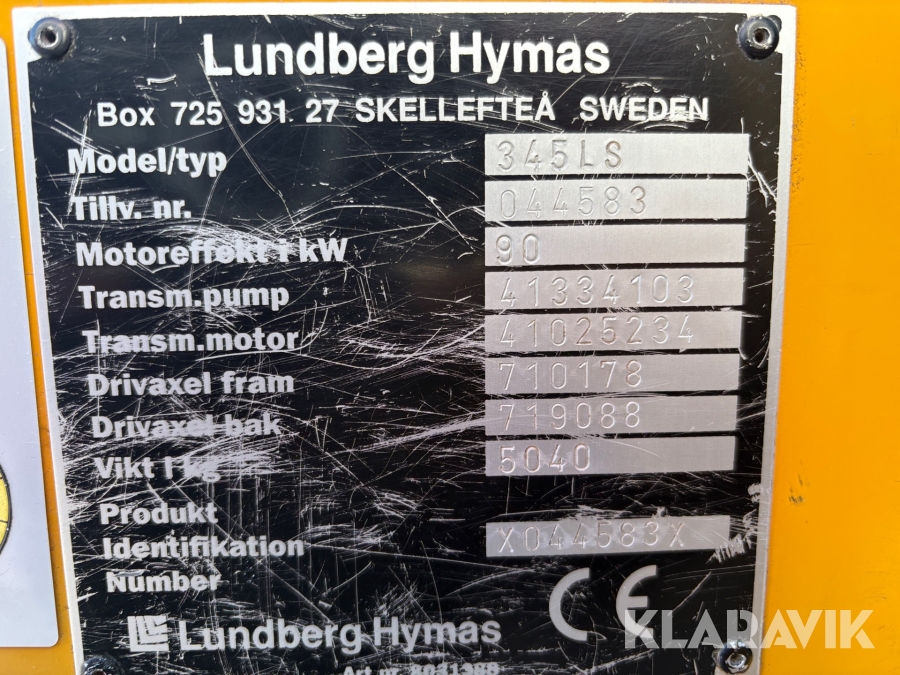 Lundberg Hymas
Box 725 931 27 SKELLEFTEÅ SWEDEN
Model/typ 345LS
Tillv. nr. 044583
Motoreffekt i kW 90
Transm.pump 41334103
Transm.motor 41025234
Drivaxel fram 710178
Drivaxel bak 719088
Vikt i kg 5040
Produkt
Identifikation X044583X
Number
CE
Lundberg Hymas
KLARAVIK
Art.nr.